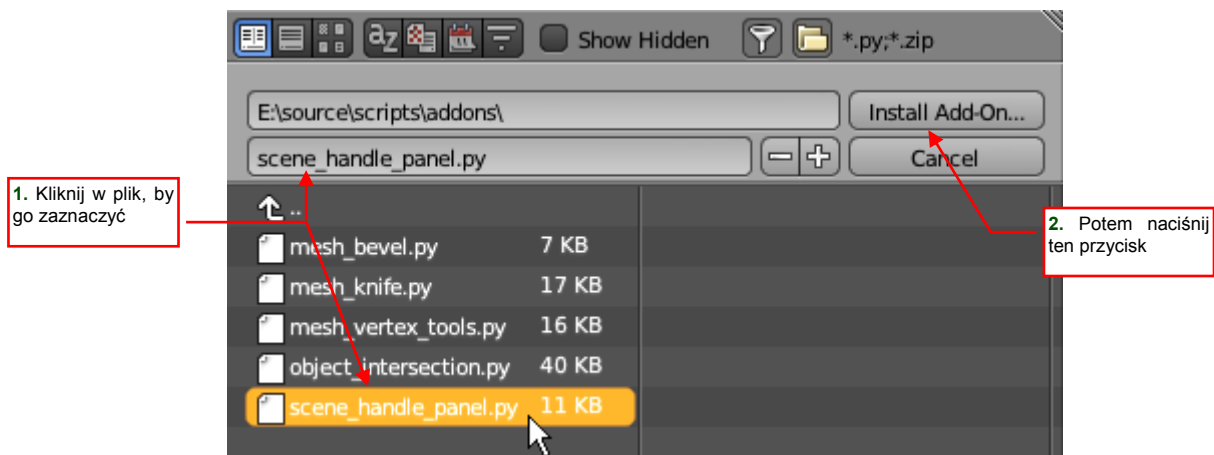 Show Hidden
*.py;*.zip
E:\source\scripts\addons\
Install Add-On...
scene_handle_panel.py
Cancel
1. Kliknij w plik, by
go zaznaczyć
..
mesh_bevel.py 7 KB
mesh_knife.py 17 KB
mesh_vertex_tools.py 16 KB
object_intersection.py 40 KB
scene_handle_panel.py 11 KB
2. Potem naciśnij
ten przycisk